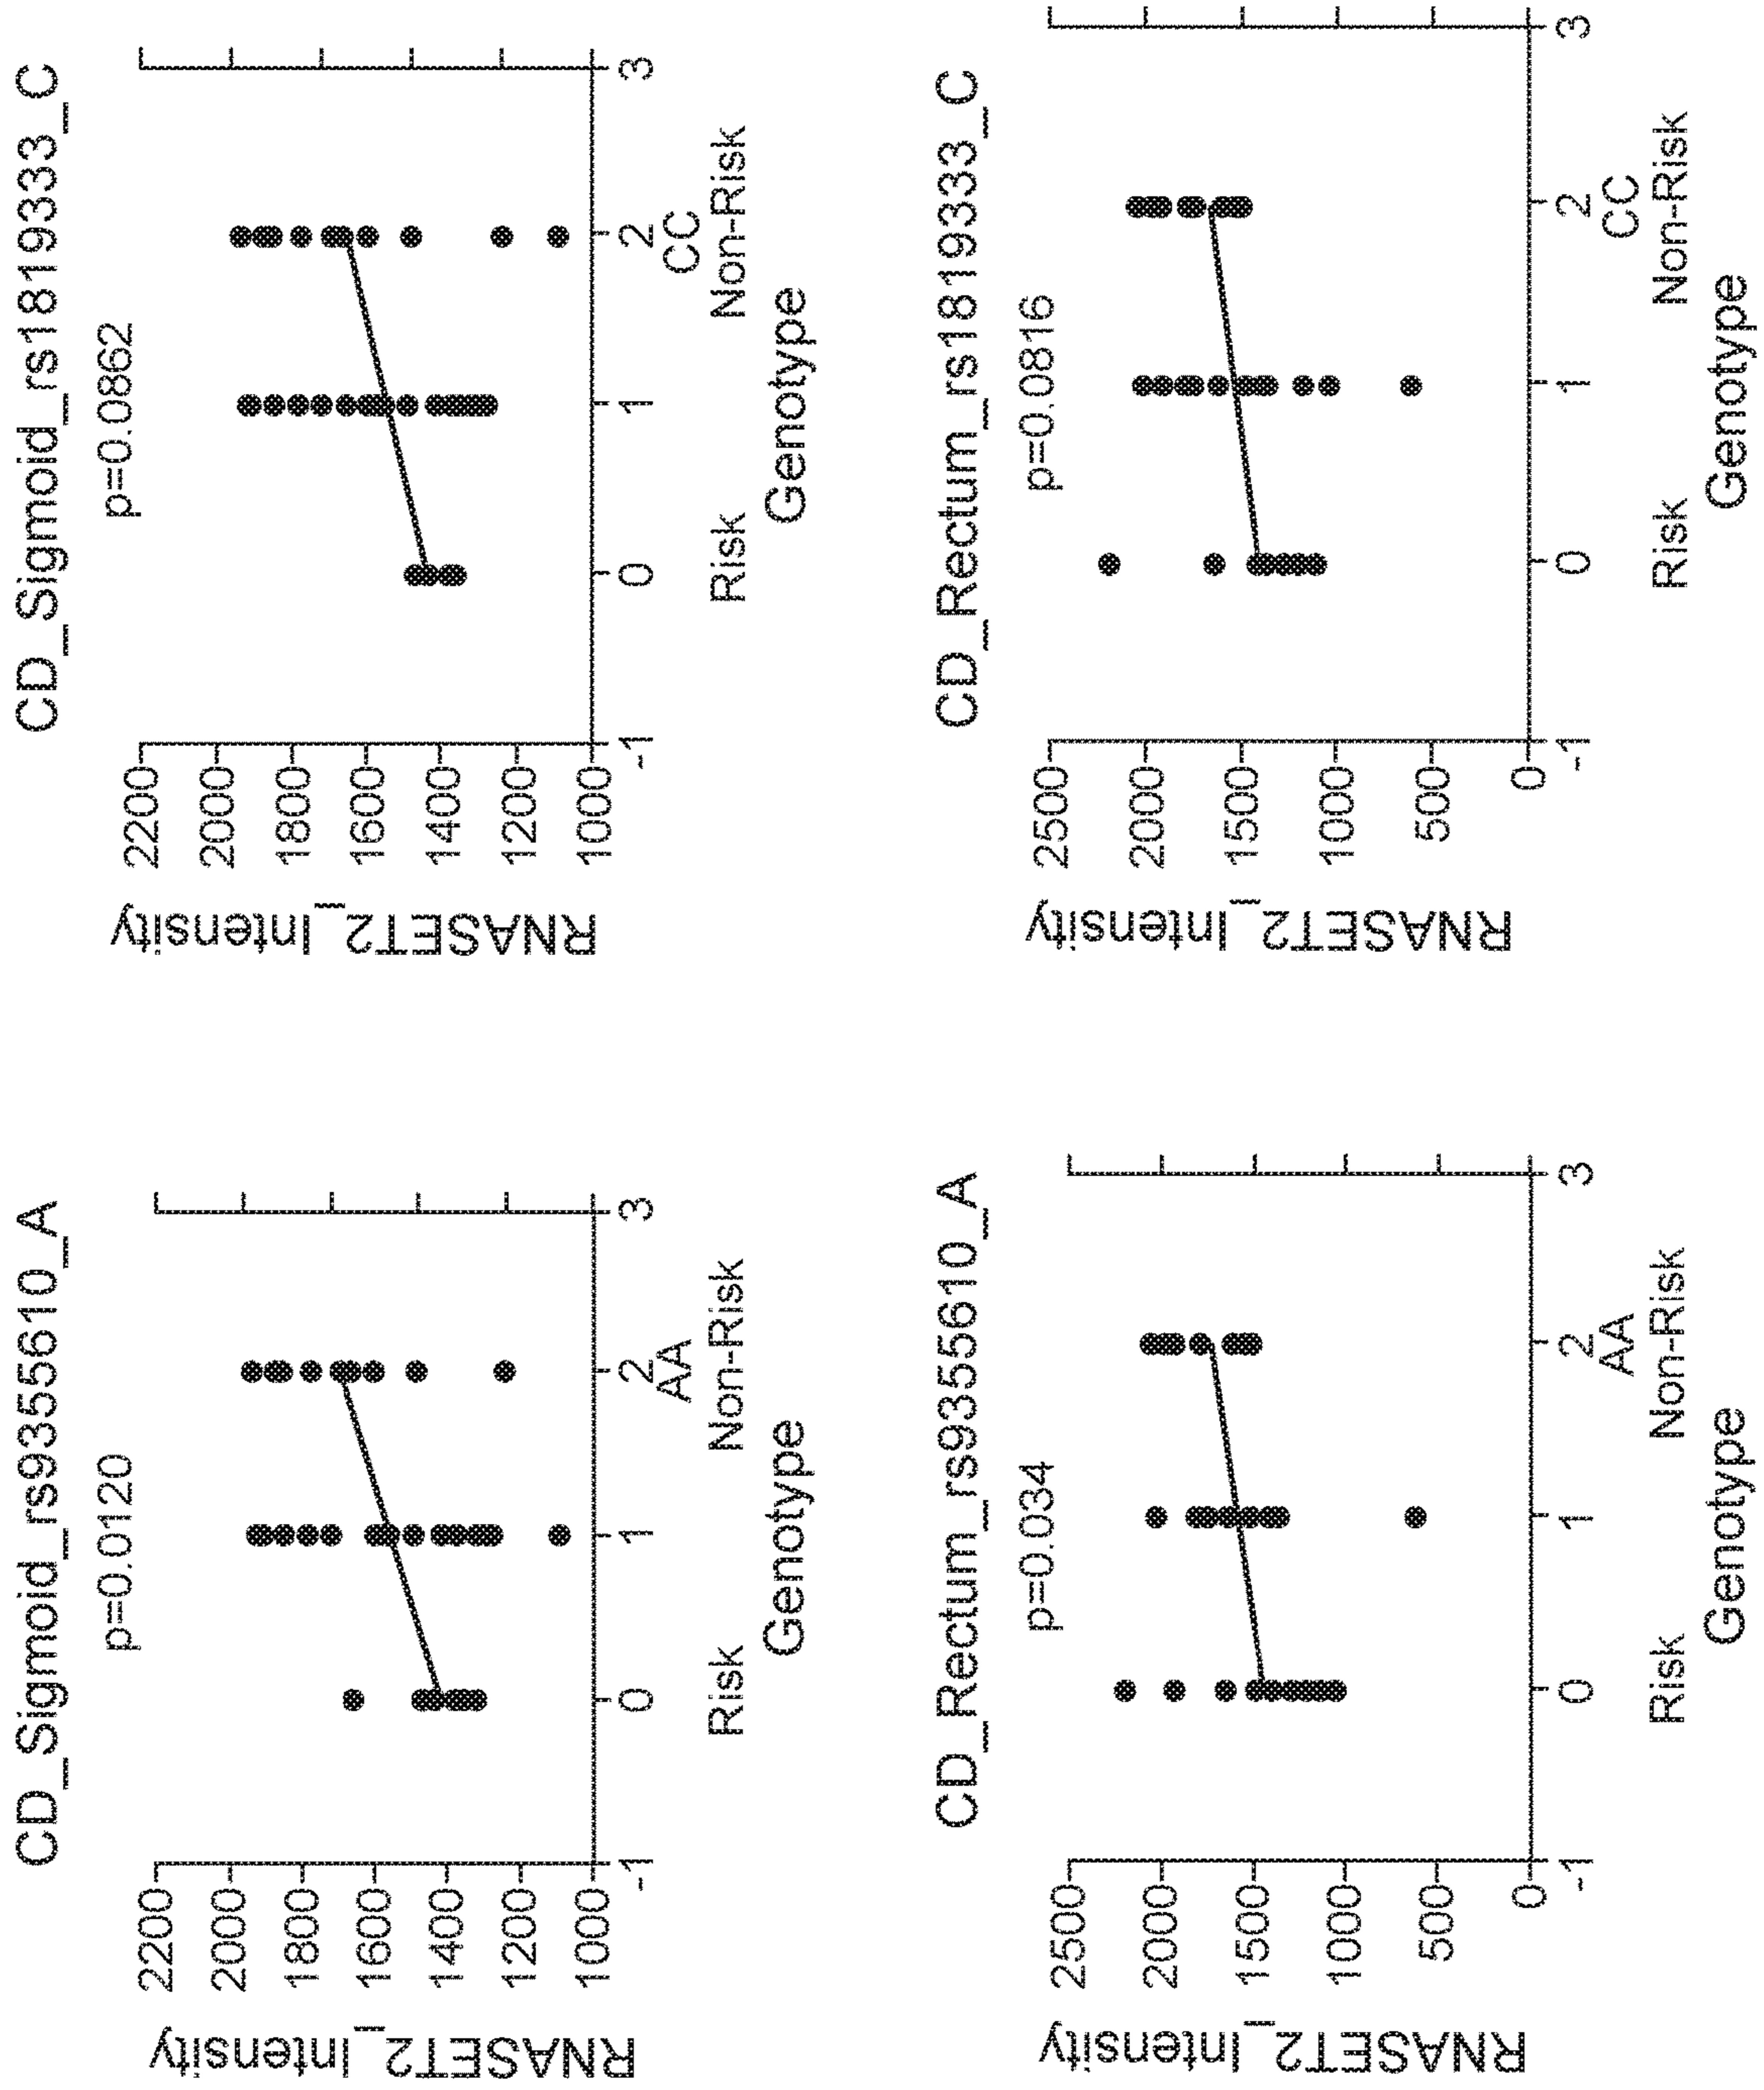 CD_Sigmoid_rs9355610_A
p=0.0120
RNASET2_Intensity
2200
2000
1800
1600
1400
1200
1000
-1 0 1 2 3
AA
Risk Non-Risk
Genotype
CD_Sigmoid_rs1819333_C
p=0.0862
RNASET2_Intensity
2200
2000
1800
1600
1400
1200
1000
-1 0 1 2 3
CC
Risk Non-Risk
Genotype
CD_Rectum_rs9355610_A
p=0.034
RNASET2_Intensity
2500
2000
1500
1000
500
0
-1 0 1 2 3
AA
Risk Non-Risk
Genotype
CD_Rectum_rs1819333_C
p=0.0816
RNASET2_Intensity
2500
2000
1500
1000
500
0
-1 0 1 2 3
CC
Risk Non-Risk
Genotype